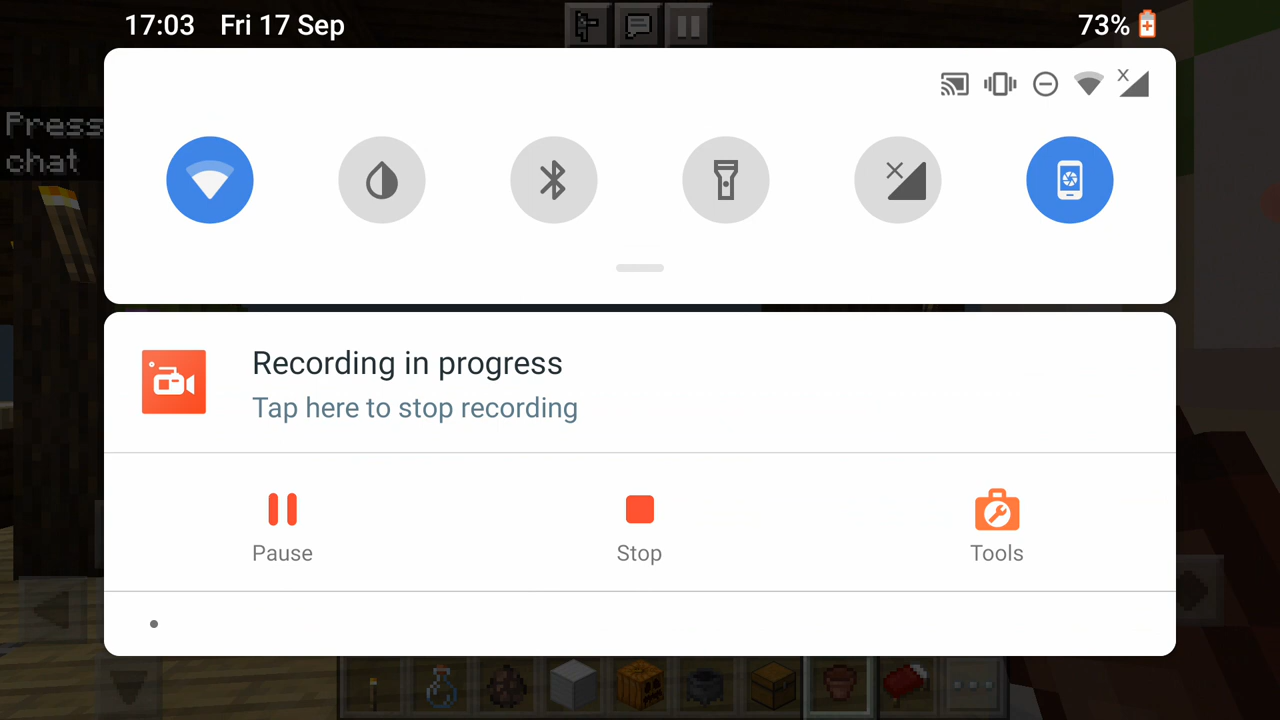 17:03 Fri 17 Sep 73%
Press
chat
Recording in progress
Tap here to stop recording
Pause Stop Tools